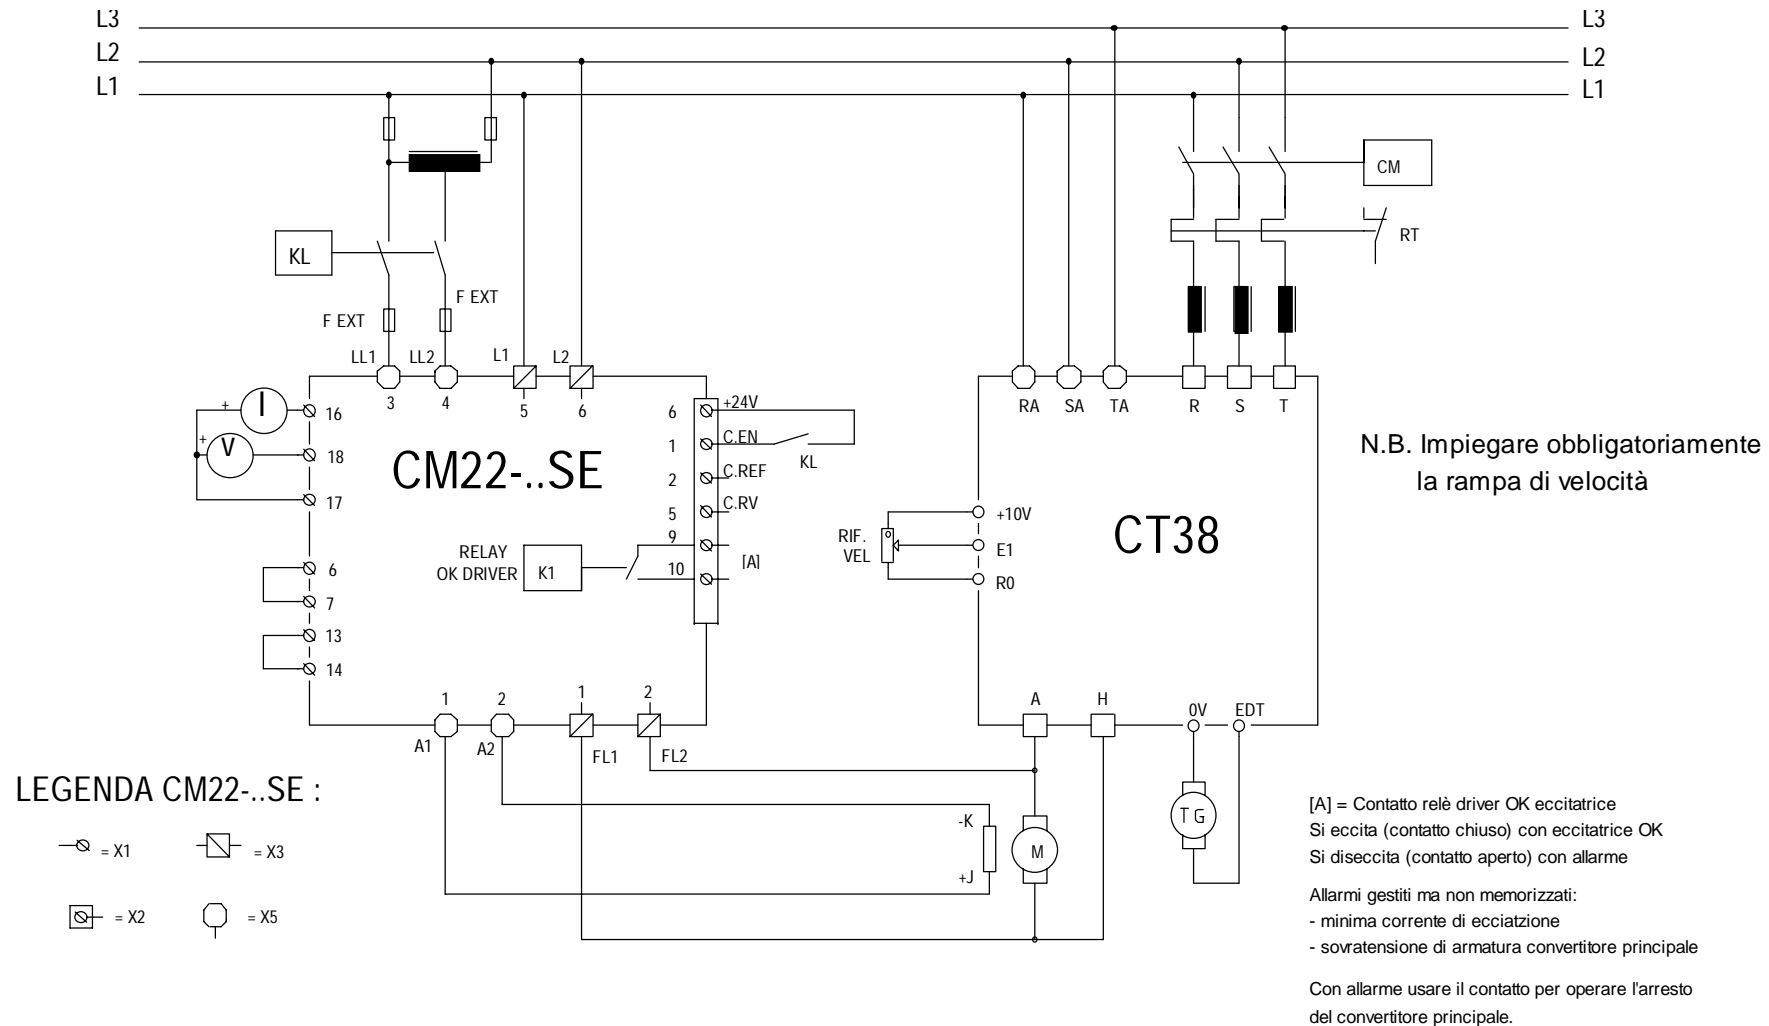 L3 L3
L2 L2
L1 L1
CM
RT
KL
F EXT
F EXT
LL1 LL2 L1 L2
3 4 5 6
RA SA TA R S T
+ I 16
+ V 18
17
6 +24V
1 C.EN
KL
2 C.REF
5 C.RV
9
10 [A]
CM22-..SE
RELAY
OK DRIVER K1
6
7
13
14
N.B. Impiegare obbligatoriamente
la rampa di velocità
+10V
RIF.
VEL
E1
R0
CT38
1 2 1 2
A1 A2 FL1 FL2
A H 0V EDT
-K
+J
M
TG
LEGENDA CM22-..SE :
= X1 = X3
= X2 = X5
[A] = Contatto relè driver OK eccitatrice
Si eccita (contatto chiuso) con eccitatrice OK
Si diseccita (contatto aperto) con allarme
Allarmi gestiti ma non memorizzati:
- minima corrente di ecciatzione
- sovratensione di armatura convertitore principale
Con allarme usare il contatto per operare l'arresto
del convertitore principale.